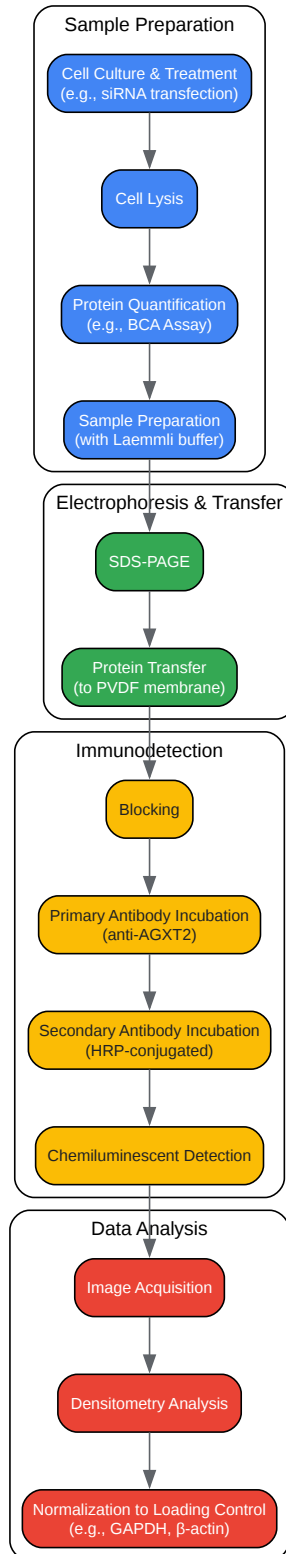 Sample Preparation
Cell Culture & Treatment
(e.g., siRNA transfection)
Cell Lysis
Protein Quantification
(e.g., BCA Assay)
Sample Preparation
(with Laemmli buffer)
Electrophoresis & Transfer
SDS-PAGE
Protein Transfer
(to PVDF membrane)
Immunodetection
Blocking
Primary Antibody Incubation
(anti-AGXT2)
Secondary Antibody Incubation
(HRP-conjugated)
Chemiluminescent Detection
Data Analysis
Image Acquisition
Densitometry Analysis
Normalization to Loading Control
(e.g., GAPDH, β-actin)